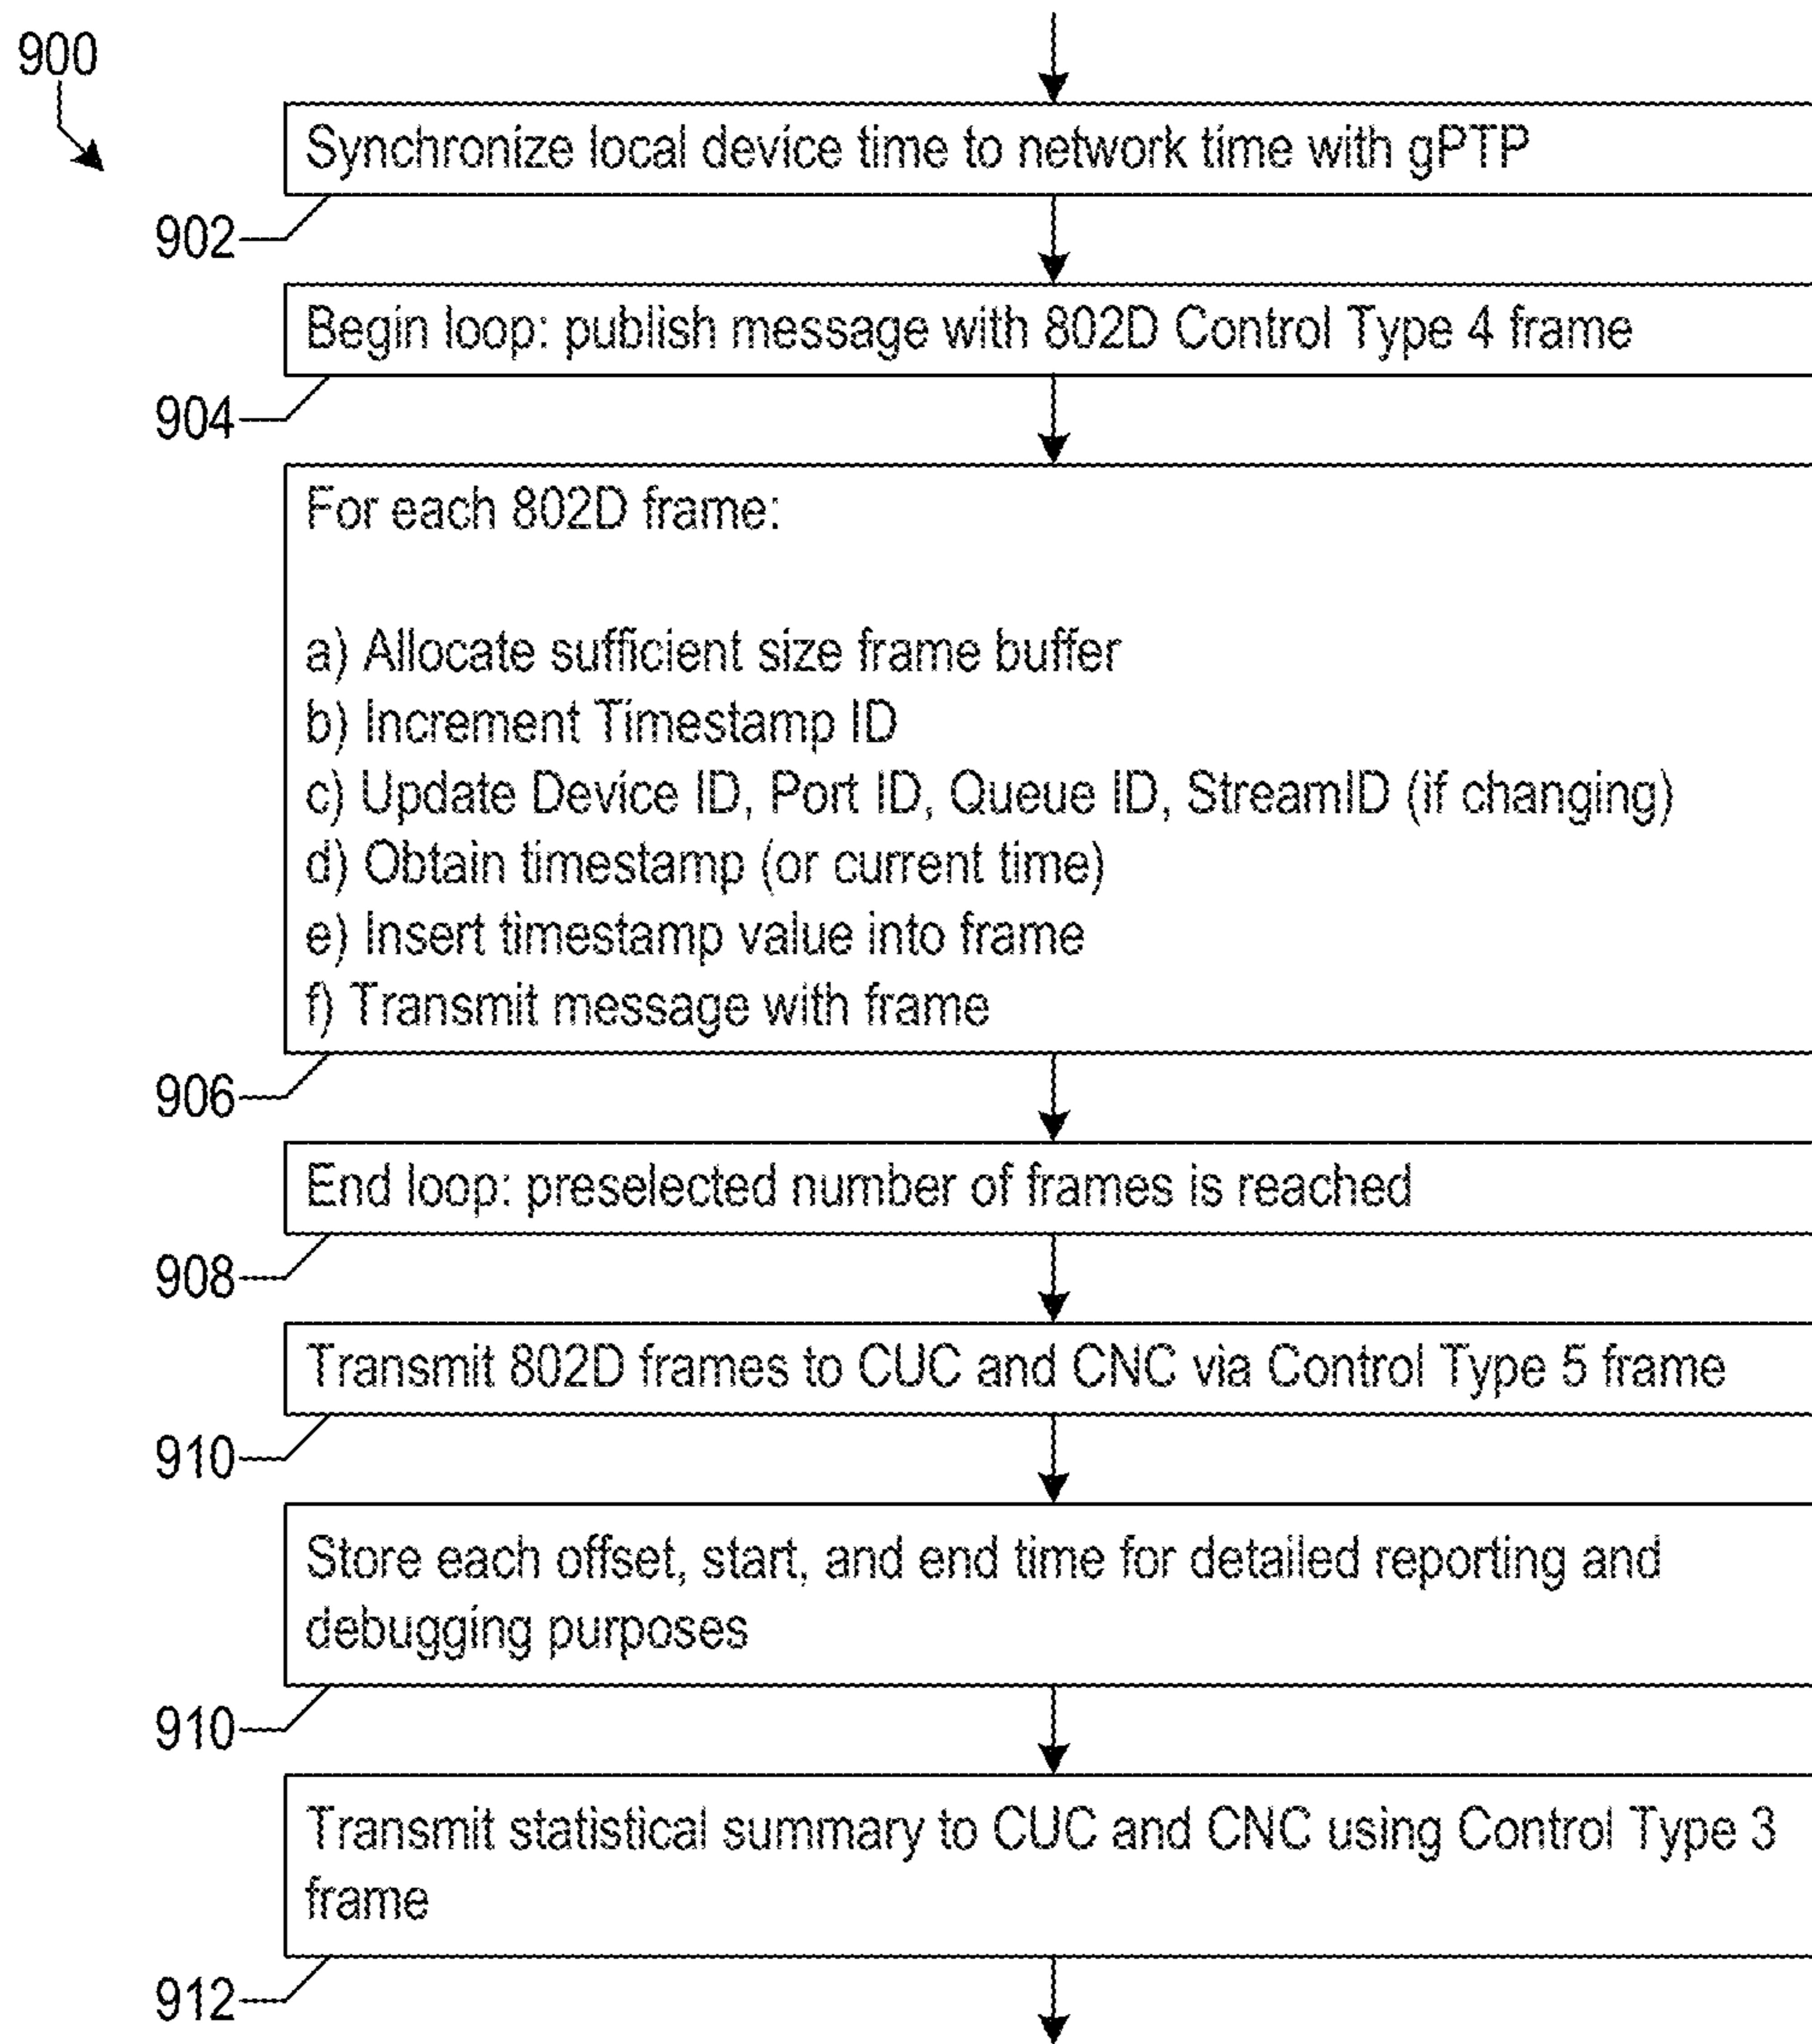 900
Synchronize local device time to network time with gPTP
902
Begin loop: publish message with 802D Control Type 4 frame
904
For each 802D frame:
a) Allocate sufficient size frame buffer
b) Increment Timestamp ID
c) Update Device ID, Port ID, Queue ID, StreamID (if changing)
d) Obtain timestamp (or current time)
e) Insert timestamp value into frame
f) Transmit message with frame
906
End loop: preselected number of frames is reached
908
Transmit 802D frames to CUC and CNC via Control Type 5 frame
910
Store each offset, start, and end time for detailed reporting and
debugging purposes
910
Transmit statistical summary to CUC and CNC using Control Type 3
frame
912